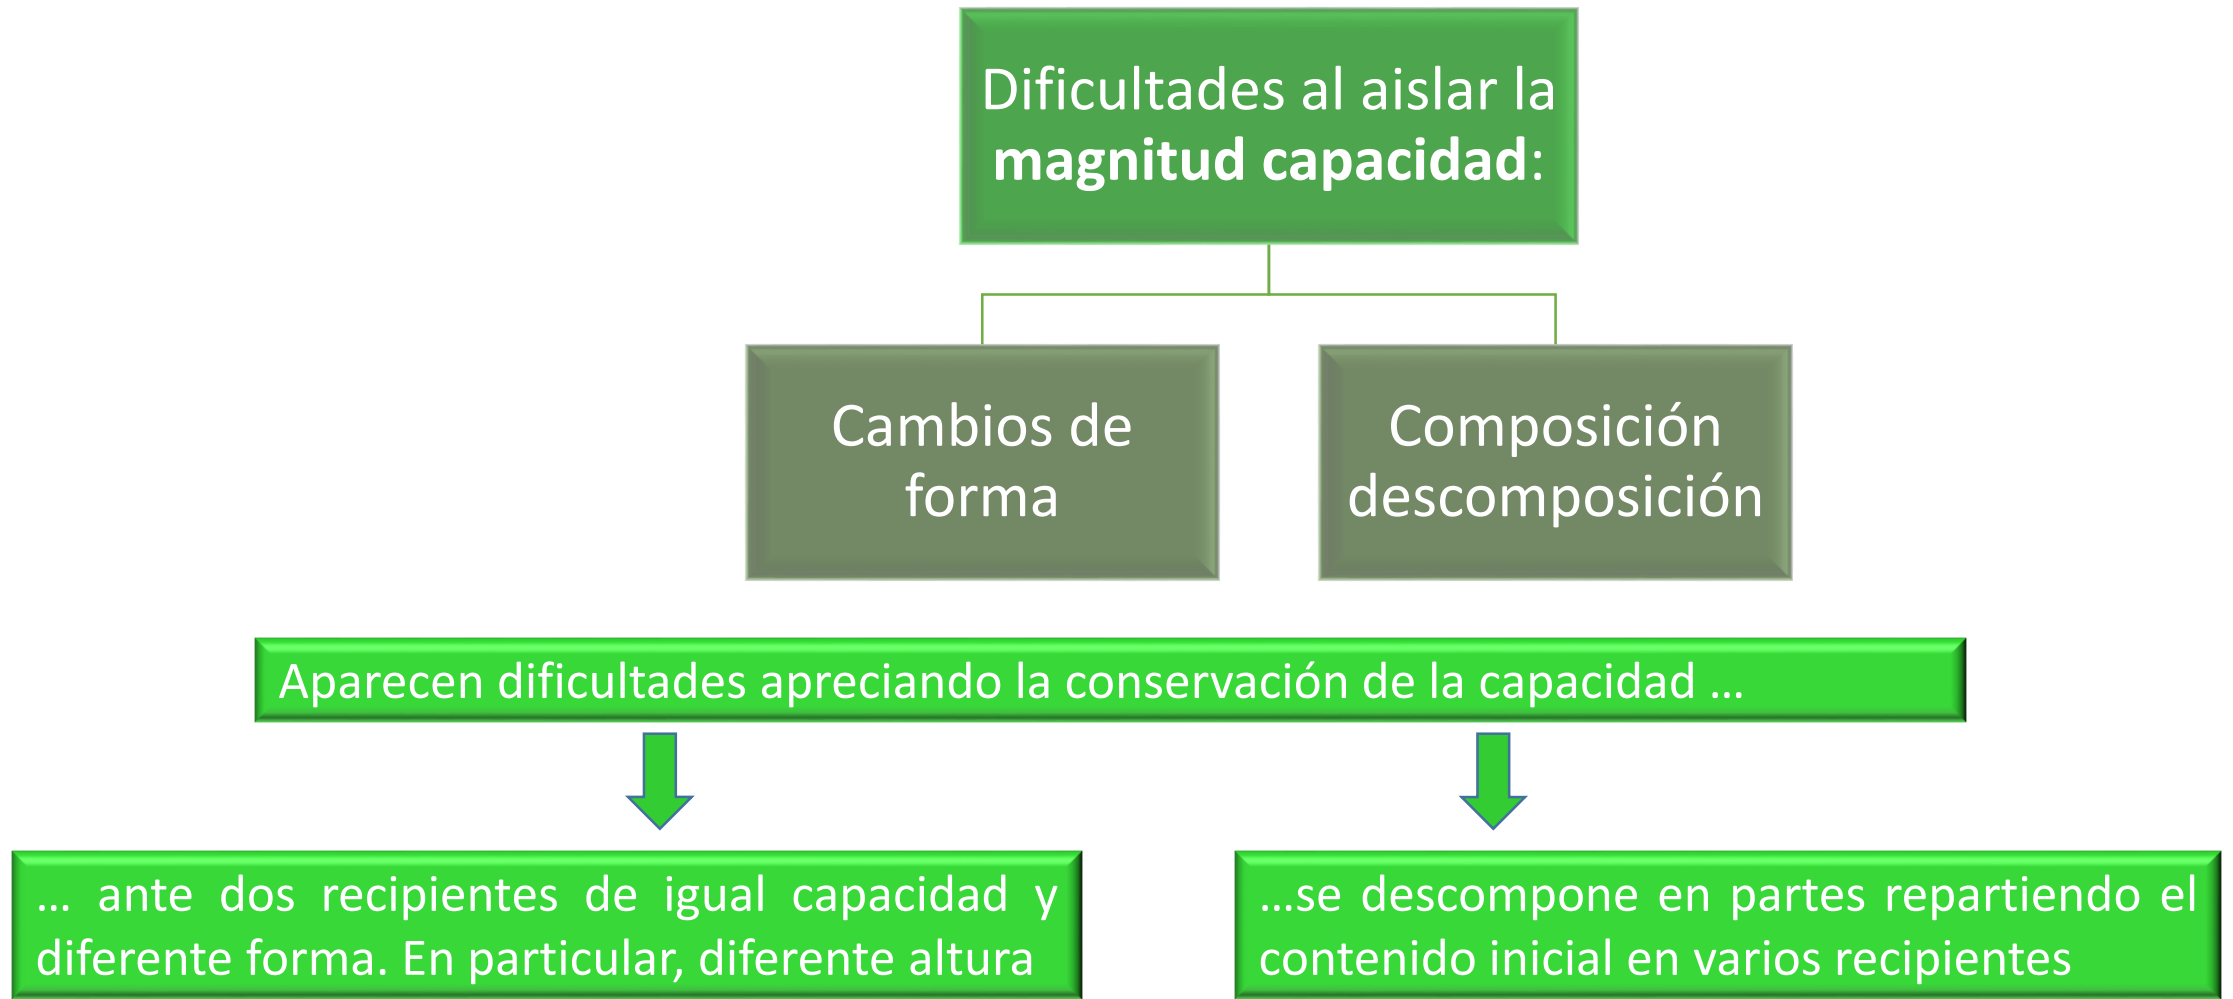 Dificultades al aislar la
magnitud capacidad:
Cambios de
forma
Composición
descomposición
Aparecen dificultades apreciando la conservación de la capacidad ...
... ante dos recipientes de igual capacidad y
diferente forma. En particular, diferente altura
...se descompone en partes repartiendo el
contenido inicial en varios recipientes